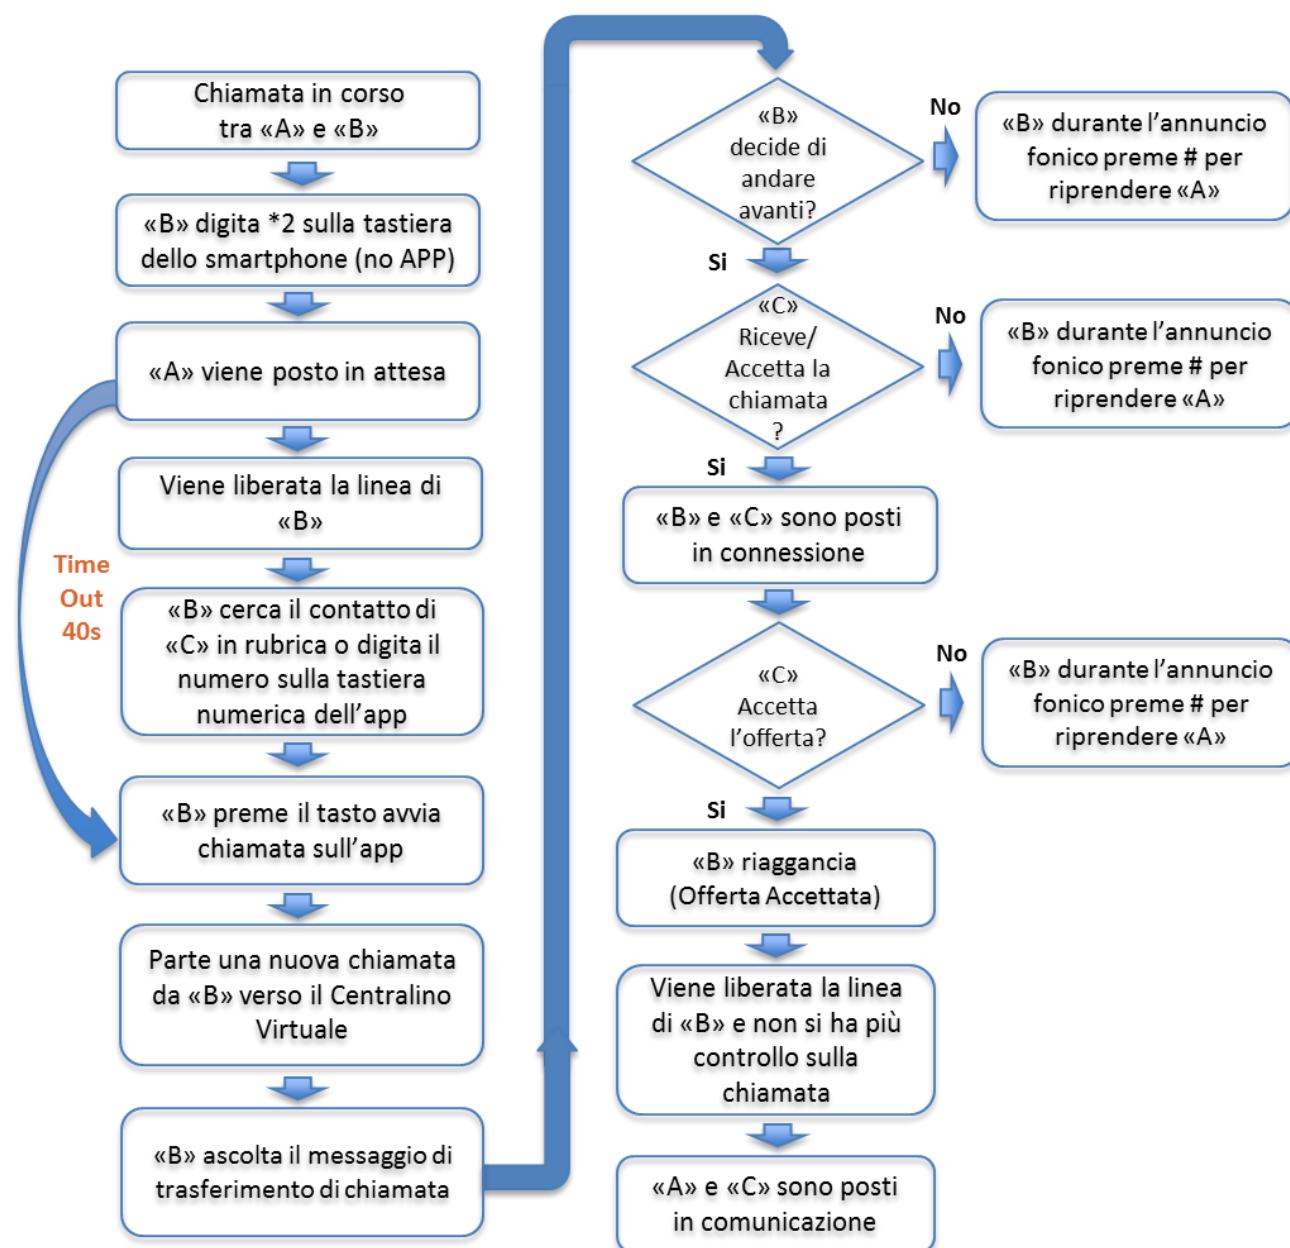 Chiamata in corso
tra «A» e «B»
«B» digita *2 sulla tastiera
dello smartphone (no APP)
«A» viene posto in attesa
Viene liberata la linea di
«B»
Time
Out
40s
«B» cerca il contatto di
«C» in rubrica o digita il
numero sulla tastiera
numerica dell'app
«B» preme il tasto avvia
chiamata sull'app
Parte una nuova chiamata
da «B» verso il Centralino
Virtuale
«B» ascolta il messaggio di
trasferimento di chiamata
«B»
decide di
andare
avanti?
No
«B» durante l'annuncio
fonico preme # per
riprendere «A»
Si
«C»
Riceve/
Accetta la
chiamata
?
No
«B» durante l'annuncio
fonico preme # per
riprendere «A»
Si
«B» e «C» sono posti
in connessione
«C»
Accetta
l'offerta?
No
«B» durante l'annuncio
fonico preme # per
riprendere «A»
Si
«B» riaggancia
(Offerta Accettata)
Viene liberata la linea
di «B» e non si ha più
controllo sulla
chiamata
«A» e «C» sono posti
in comunicazione